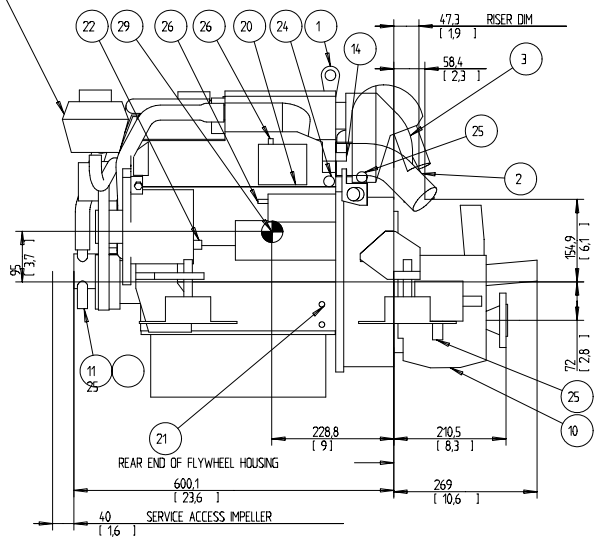 47,3 RISER DIM
[ 1,9 ]
22 29 26 26 20 24 1 14
58,4
[ 2,3 ]
3
25
2
95
[ 3,7 ]
154,9
[ 6,1 ]
72
[ 2,8 ]
11
25
21
25
10
228,8
[ 9 ]
210,5
[ 8,3 ]
REAR END OF FLYWHEEL HOUSING
600,1
[ 23,6 ]
269
[ 10,6 ]
40 SERVICE ACCESS IMPELLER
[ 1,6 ]